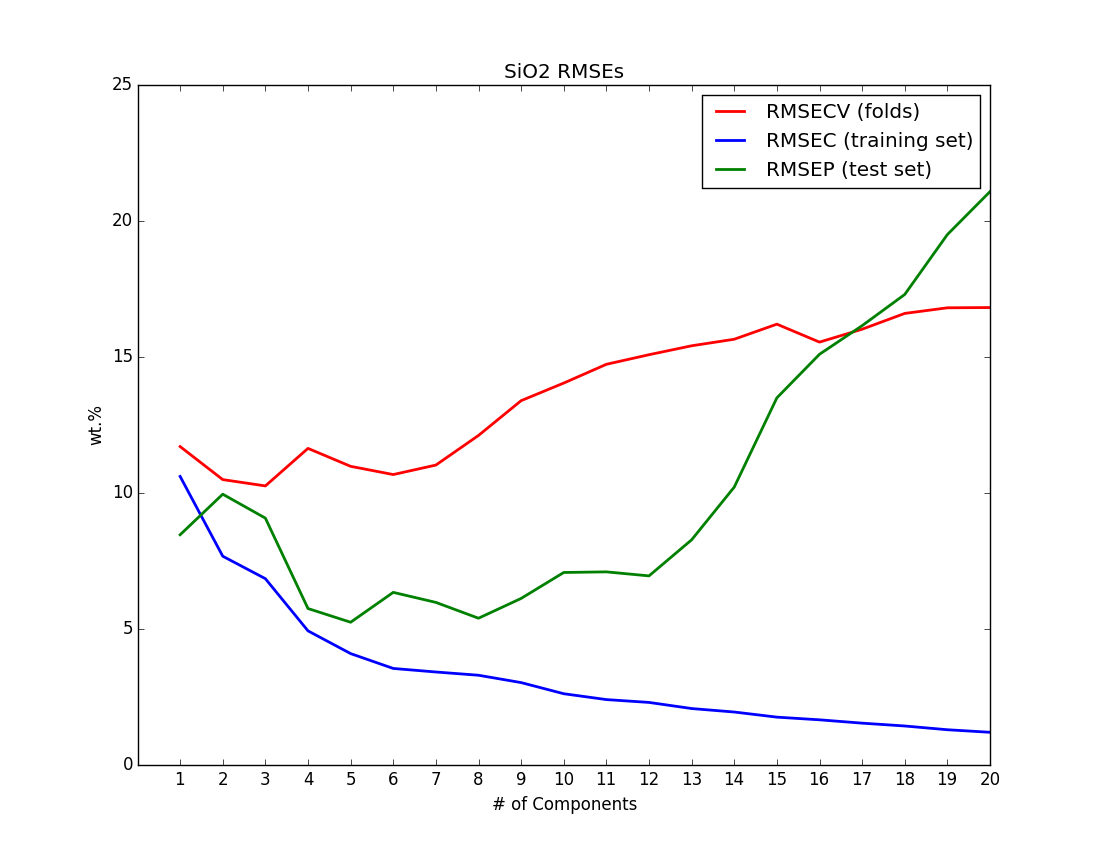 SiO2 RMSEs
25
20
15
10
5
0
wt.%
RMSECV (folds)
RMSEC (training set)
RMSEP (test set)
1 2 3 4 5 6 7 8 9 10 11 12 13 14 15 16 17 18 19 20
# of Components